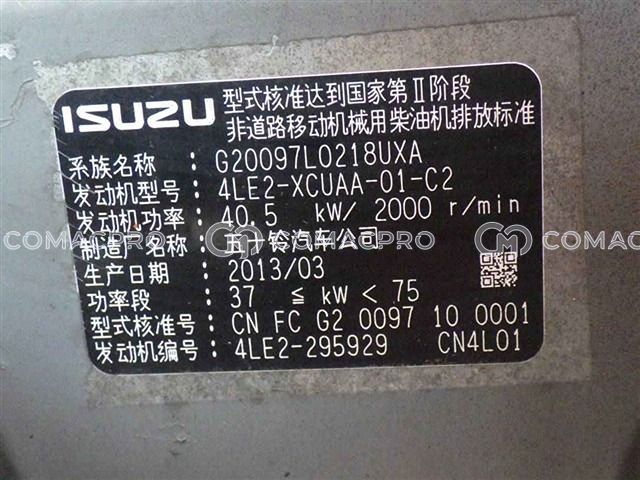 ISUZU
型式核准达到国家第Ⅱ阶段
非道路移动机械用柴油机排放标准
系族名称 : G20097L0218UXA
发动机型号 : 4LE2-XCUAA-01-C2
发动机功率 : 40.5 kW/ 2000 r/min
制造产名称 : 五十铃汽车公司
生产日期 : 2013/03
功率段 : 37 ≦ kW < 75
型式核准号 : CN FC G2 0097 10 0001
发动机编号 : 4LE2-295929 CN4L01
COMACPRO COMACPRO COMACPRO